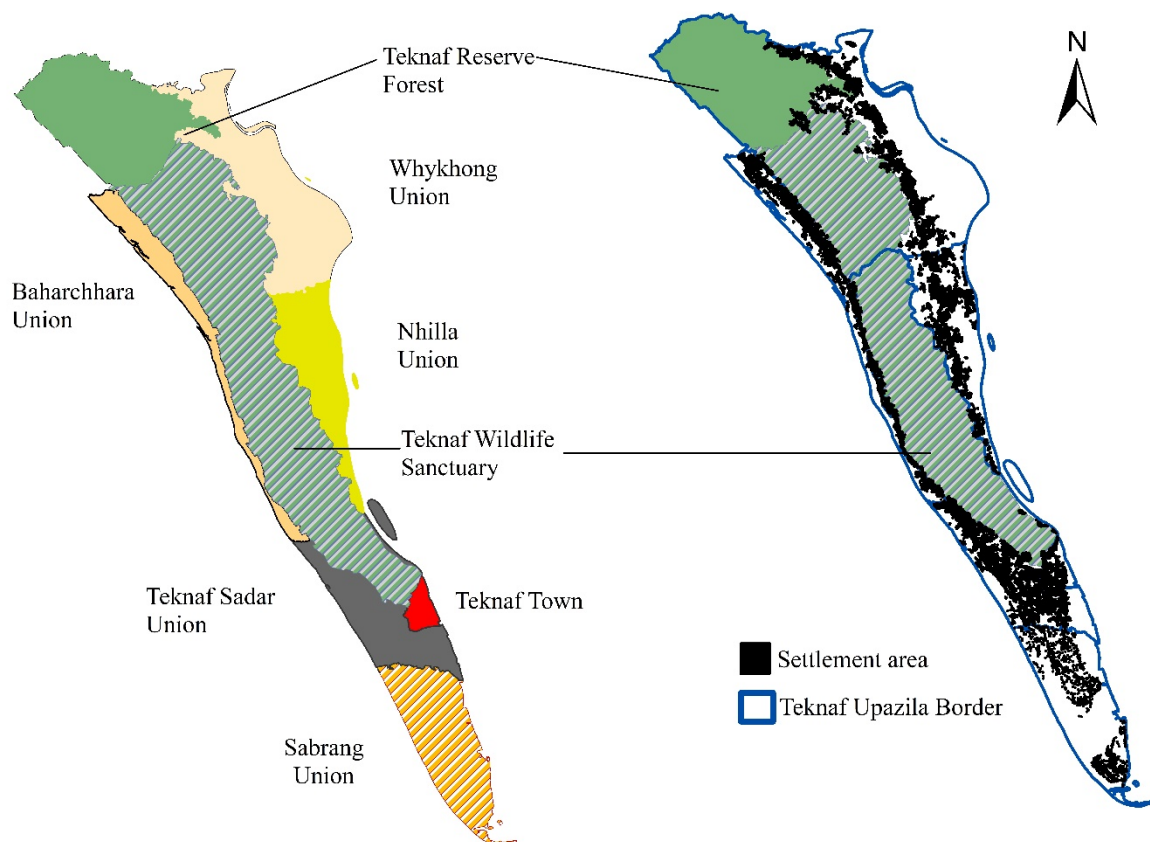 Teknaf Reserve
Forest
N
Whykhong
Union
Baharchhara
Union
Nhilla
Union
Teknaf Wildlife
Sanctuary
Teknaf Sadar
Union
Teknaf Town
Settlement area
Teknaf Upazila Border
Sabrang
Union